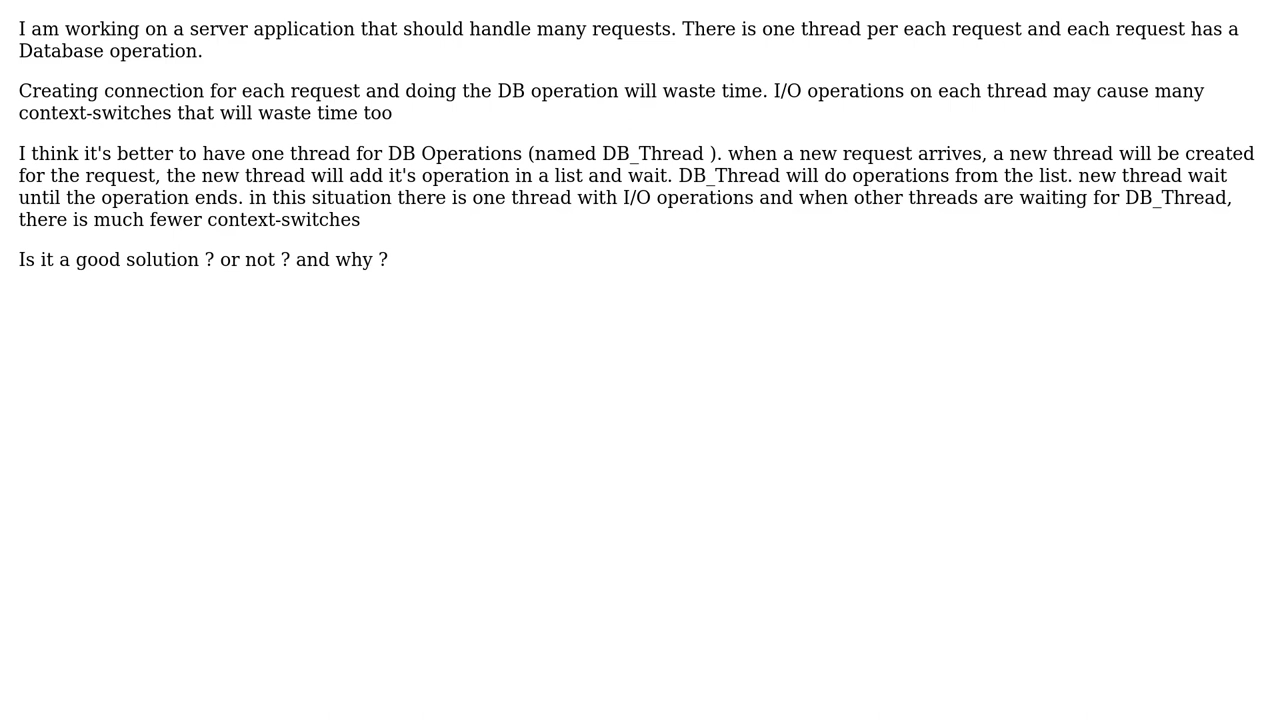 I am working on a server application that should handle many requests. There is one thread per each request and each request has a
Database operation.
Creating connection for each request and doing the DB operation will waste time. I/O operations on each thread may cause many
context-switches that will waste time too
I think it's better to have one thread for DB Operations (named DB_Thread ). when a new request arrives, a new thread will be created
for the request, the new thread will add it's operation in a list and wait. DB_Thread will do operations from the list. new thread wait
until the operation ends. in this situation there is one thread with I/O operations and when other threads are waiting for DB_Thread,
there is much fewer context-switches
Is it a good solution ? or not ? and why ?